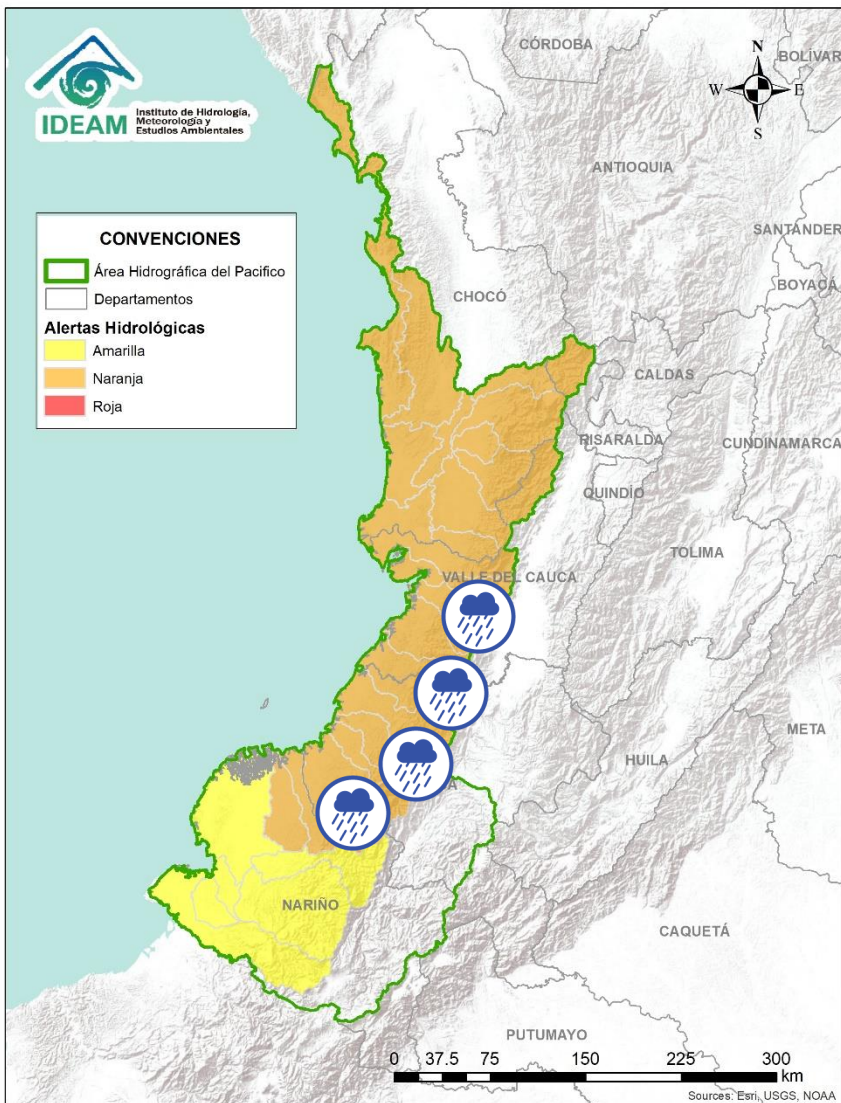 IDEAM
Instituto de Hidrología,
Meteorología y
Estudios Ambientales
CÓRDOBA
BOLÍVAR
N
W
E
S
ANTIOQUIA
SANTANDER
BOYACÁ
CONVENCIONES
Área Hidrográfica del Pacifico
Departamentos
Alertas Hidrológicas
Amarilla
Naranja
Roja
CHOCÓ
CALDAS
RISARALDA
CUNDINAMARCA
QUINDÍO
TOLIMA
VALLE DEL CAUCA
META
HUILA
A
NARIÑO
CAQUETÁ
PUTUMAYO
0 37.5 75 150 225 300
km
Sources: Esri, USGS, NOAA